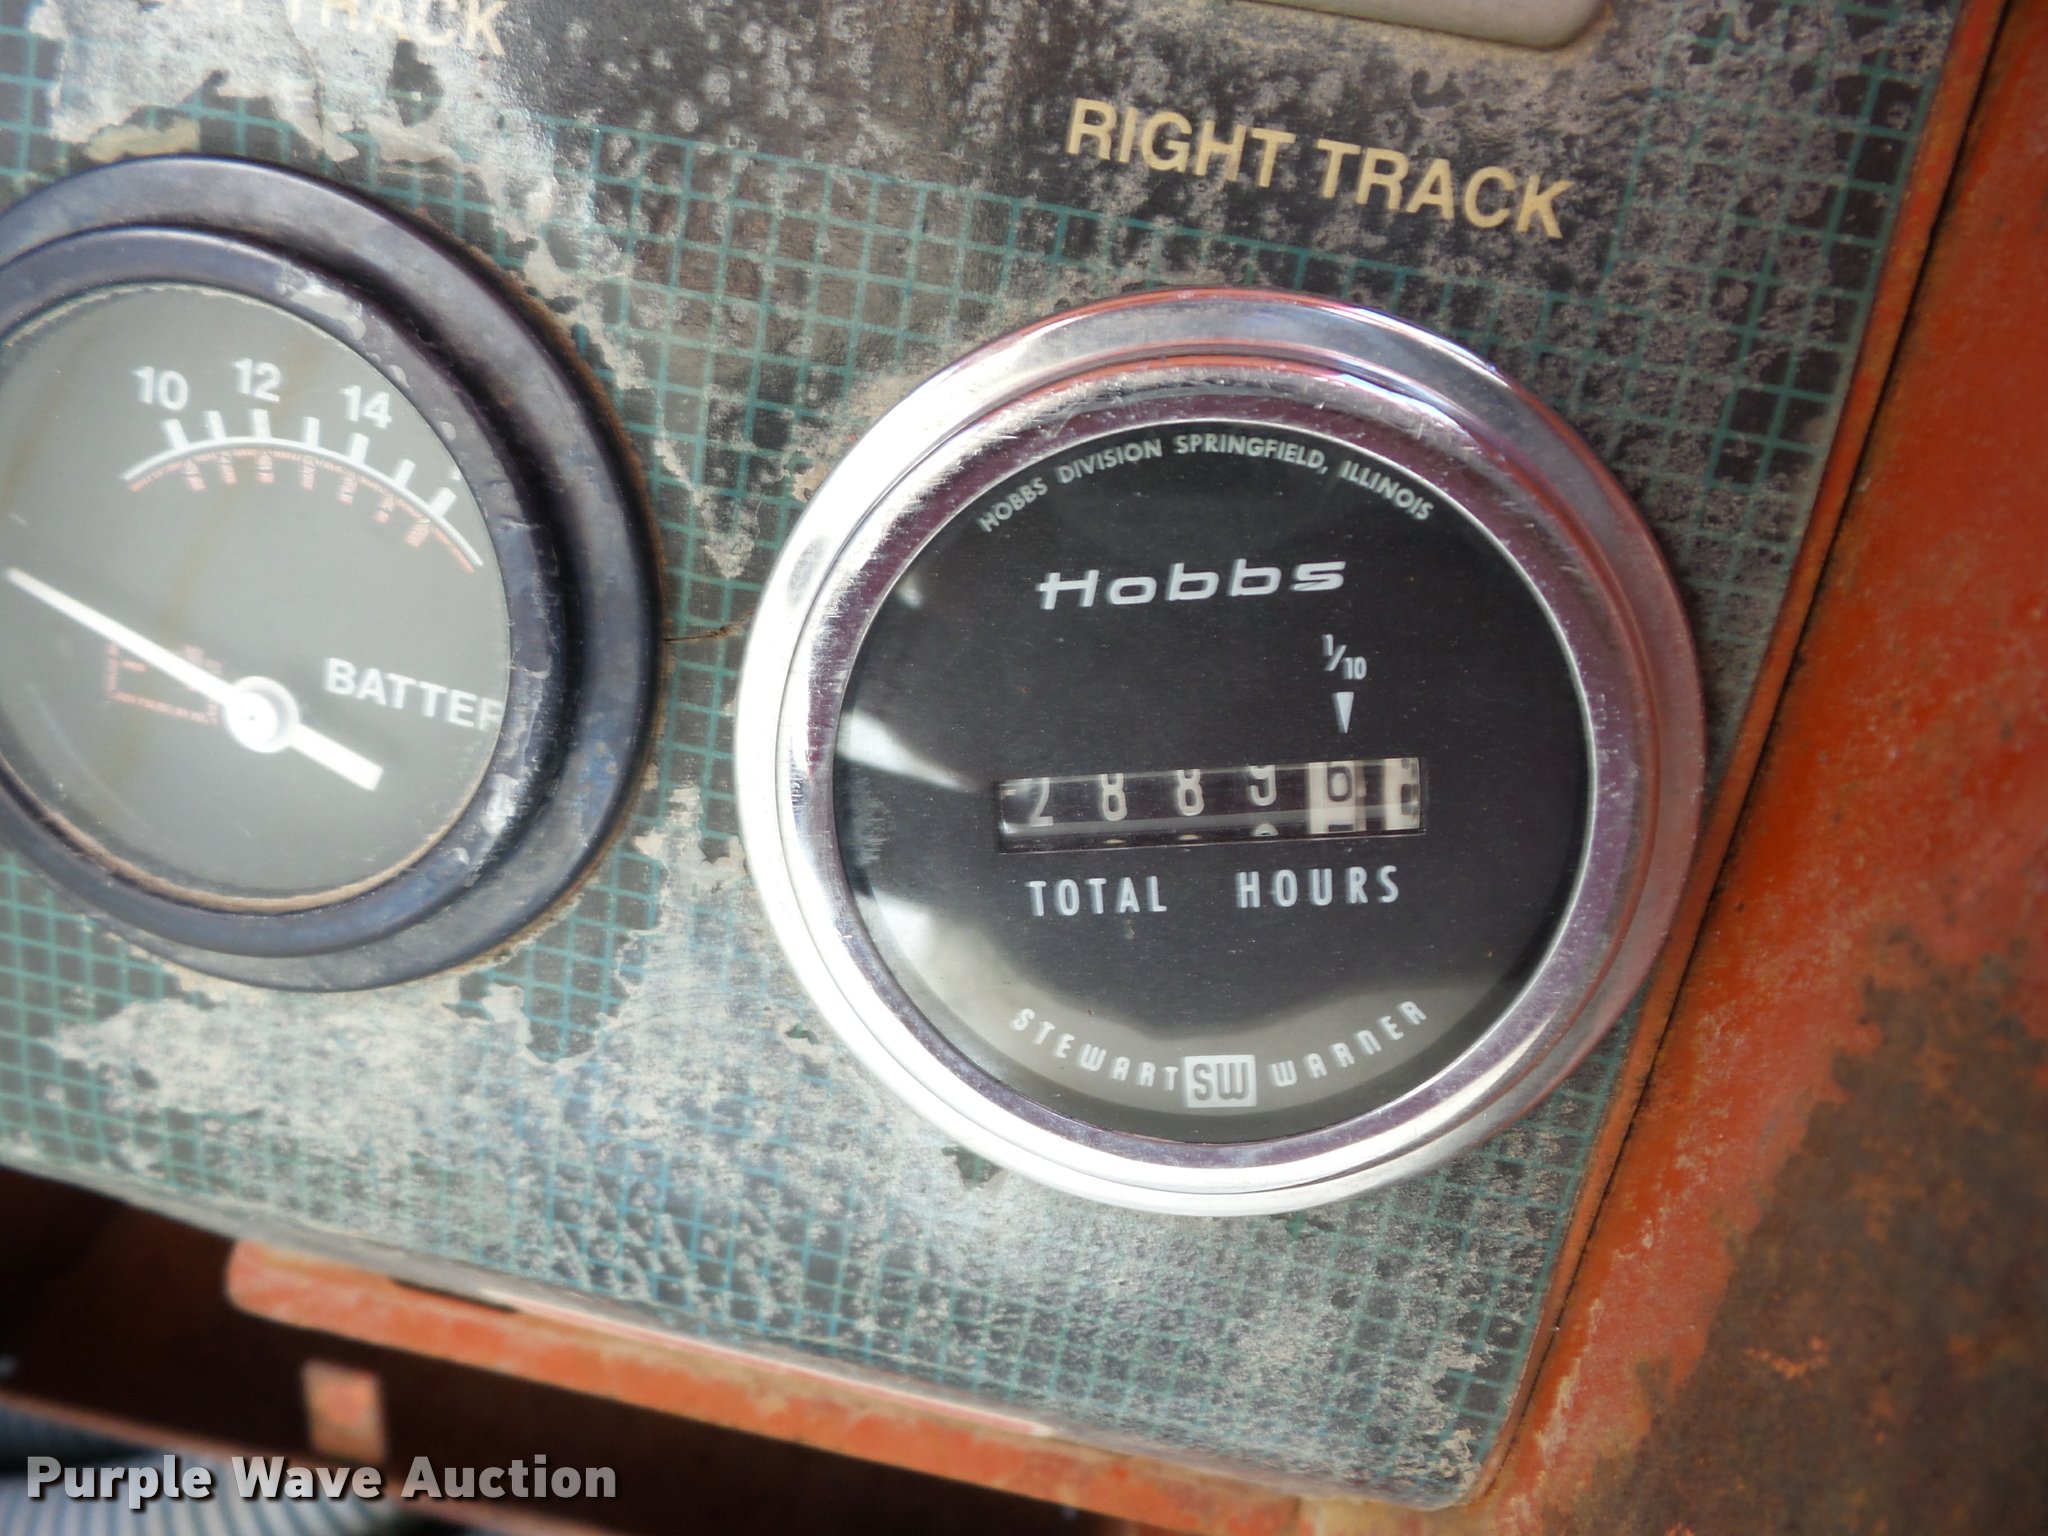 TRACK
RIGHT TRACK
10 12 14
BATTER
HOBBS DIVISION SPRINGFIELD, ILLINOIS
Hobbs
1/10
2889
TOTAL HOURS
STEWART SW WARNER
Purple Wave Auction